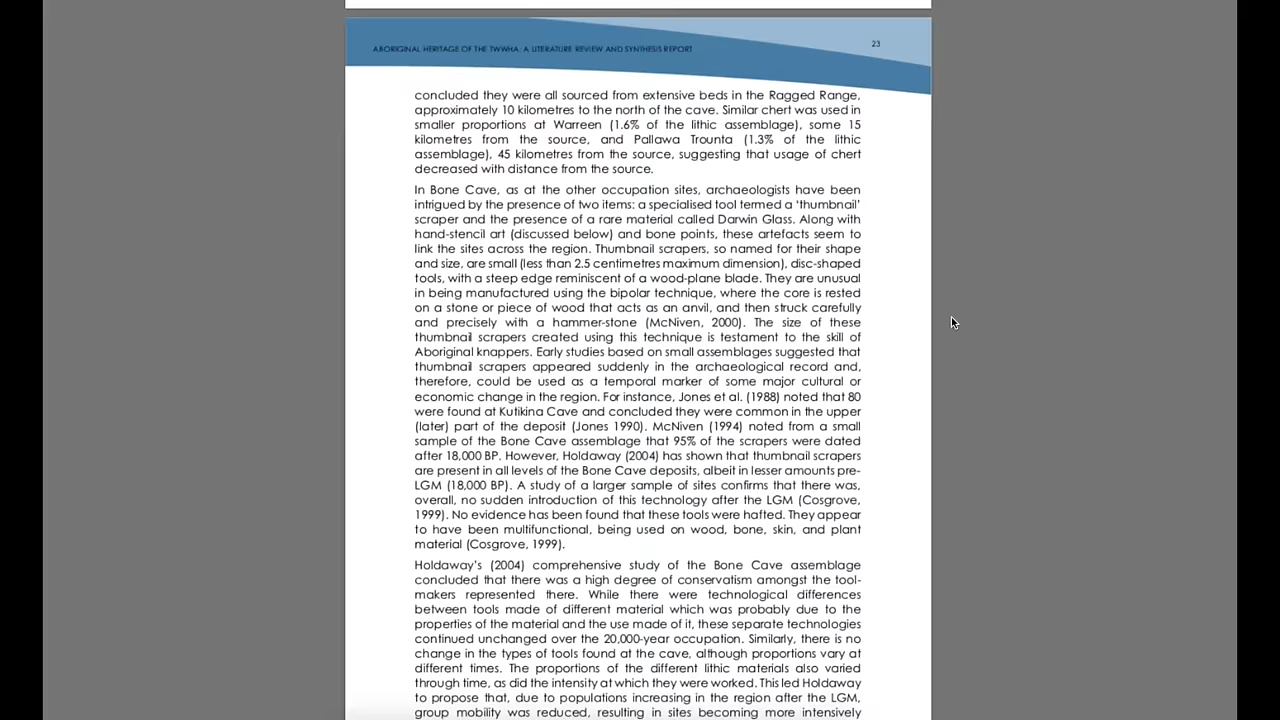 ABORIGINAL HERITAGE OF THE TWWHA: A LITERATURE REVIEW AND SYNTHESIS REPORT
23
concluded they were all sourced from extensive beds in the Ragged Range,
approximately 10 kilometres to the north of the cave. Similar chert was used in
smaller proportions at Warreen (1.6% of the lithic assemblage), some 15
kilometres from the source, and Pallawa Trounta (1.3% of the lithic
assemblage), 45 kilometres from the source, suggesting that usage of chert
decreased with distance from the source.
In Bone Cave, as at the other occupation sites, archaeologists have been
intrigued by the presence of two items: a specialised tool termed a ‘thumbnail’
scraper and the presence of a rare material called Darwin Glass. Along with
hand-stencil art (discussed below) and bone points, these artefacts seem to
link the sites across the region. Thumbnail scrapers, so named for their shape
and size, are small (less than 2.5 centimetres maximum dimension), disc-shaped
tools, with a steep edge reminiscent of a wood-plane blade. They are unusual
in being manufactured using the bipolar technique, where the core is rested
on a stone or piece of wood that acts as an anvil, and then struck carefully
and precisely with a hammer-stone (McNiven, 2000). The size of these
thumbnail scrapers created using this technique is testament to the skill of
Aboriginal knappers. Early studies based on small assemblages suggested that
thumbnail scrapers appeared suddenly in the archaeological record and,
therefore, could be used as a temporal marker of some major cultural or
economic change in the region. For instance, Jones et al. (1988) noted that 80
were found at Kutikina Cave and concluded they were common in the upper
(later) part of the deposit (Jones 1990). McNiven (1994) noted from a small
sample of the Bone Cave assemblage that 95% of the scrapers were dated
after 18,000 BP. However, Holdaway (2004) has shown that thumbnail scrapers
are present in all levels of the Bone Cave deposits, albeit in lesser amounts pre-
LGM (18,000 BP). A study of a larger sample of sites confirms that there was,
overall, no sudden introduction of this technology after the LGM (Cosgrove,
1999). No evidence has been found that these tools were hafted. They appear
to have been multifunctional, being used on wood, bone, skin, and plant
material (Cosgrove, 1999).
Holdaway’s (2004) comprehensive study of the Bone Cave assemblage
concluded that there was a high degree of conservatism amongst the tool-
makers represented there. While there were technological differences
between tools made of different material which was probably due to the
properties of the material and the use made of it, these separate technologies
continued unchanged over the 20,000-year occupation. Similarly, there is no
change in the types of tools found at the cave, although proportions vary at
different times. The proportions of the different lithic materials also varied
through time, as did the intensity at which they were worked. This led Holdaway
to propose that, due to populations increasing in the region after the LGM,
group mobility was reduced, resulting in sites becoming more intensively